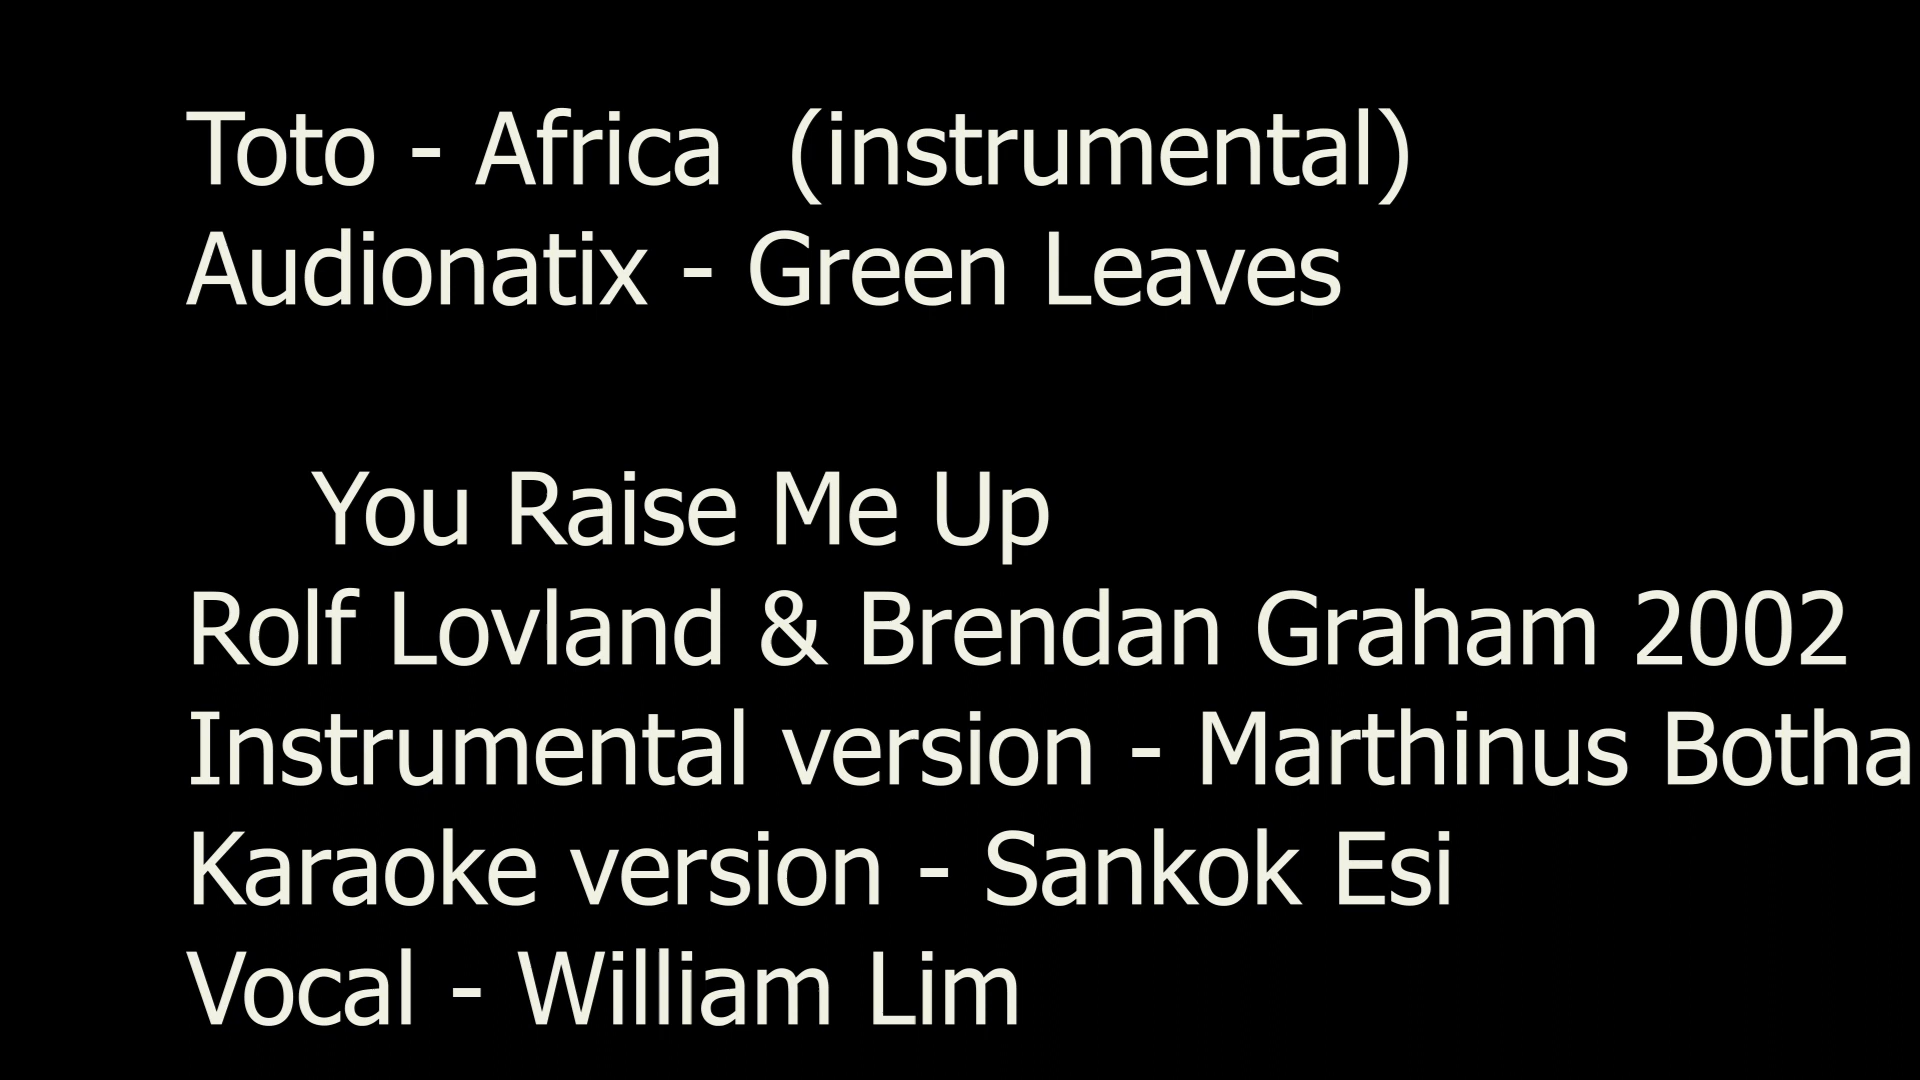 Toto - Africa  (instrumental)
Audionatix - Green Leaves
You Raise Me Up
Rolf Lovland & Brendan Graham 2002
Instrumental version - Marthinus Botha
Karaoke version - Sankok Esi
Vocal - William Lim